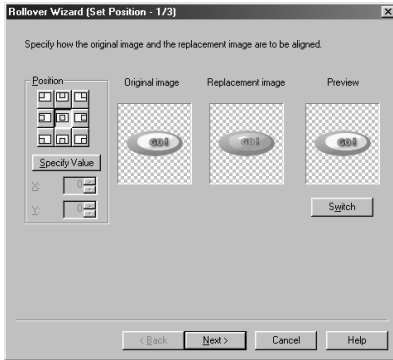 Rollover Wizard (Set Position - 1/3)
Specify how the original image and the replacement image are to be aligned.
Position
Original image
Replacement image
Preview
GO!
GO!
GO!
Specify Value
X: 0
Y: 0
Switch
< Back
Next >
Cancel
Help